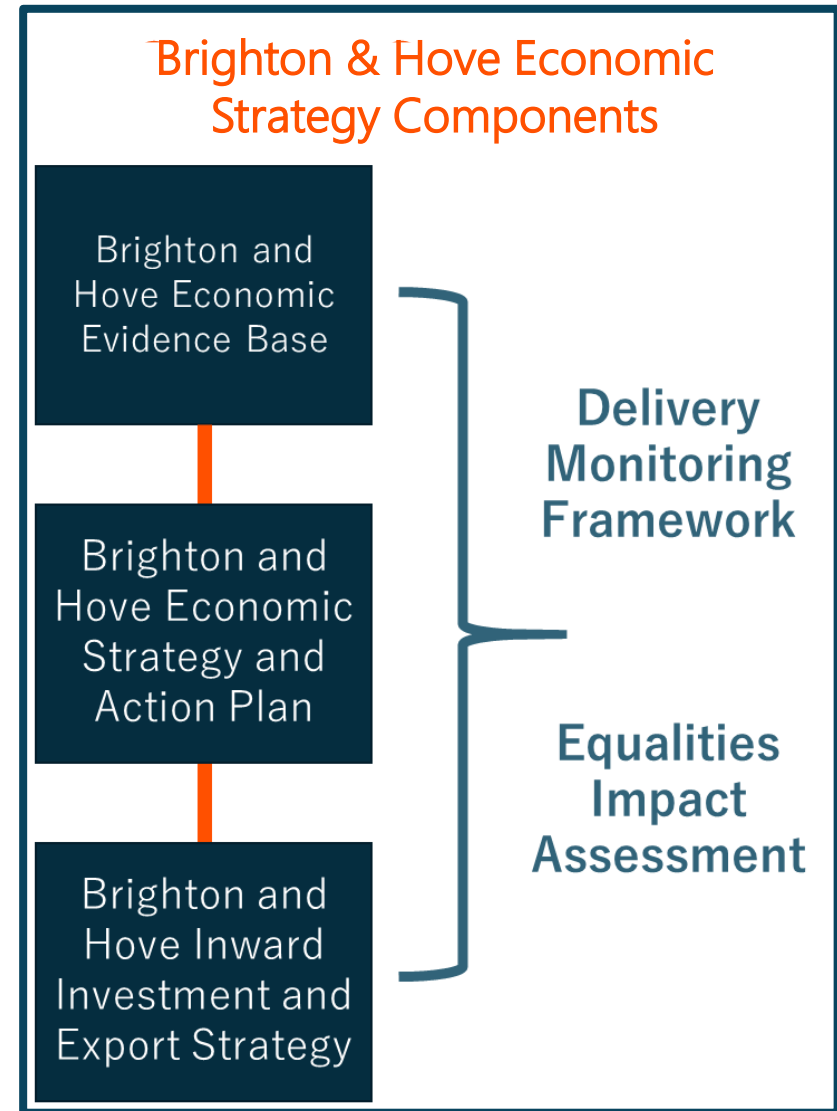 Brighton & Hove Economic
Strategy Components
Brighton and
Hove Economic
Evidence Base
Brighton and
Hove Economic
Strategy and
Action Plan
Brighton and
Hove Inward
Investment and
Export Strategy
Delivery
Monitoring
Framework
Equalities
Impact
Assessment